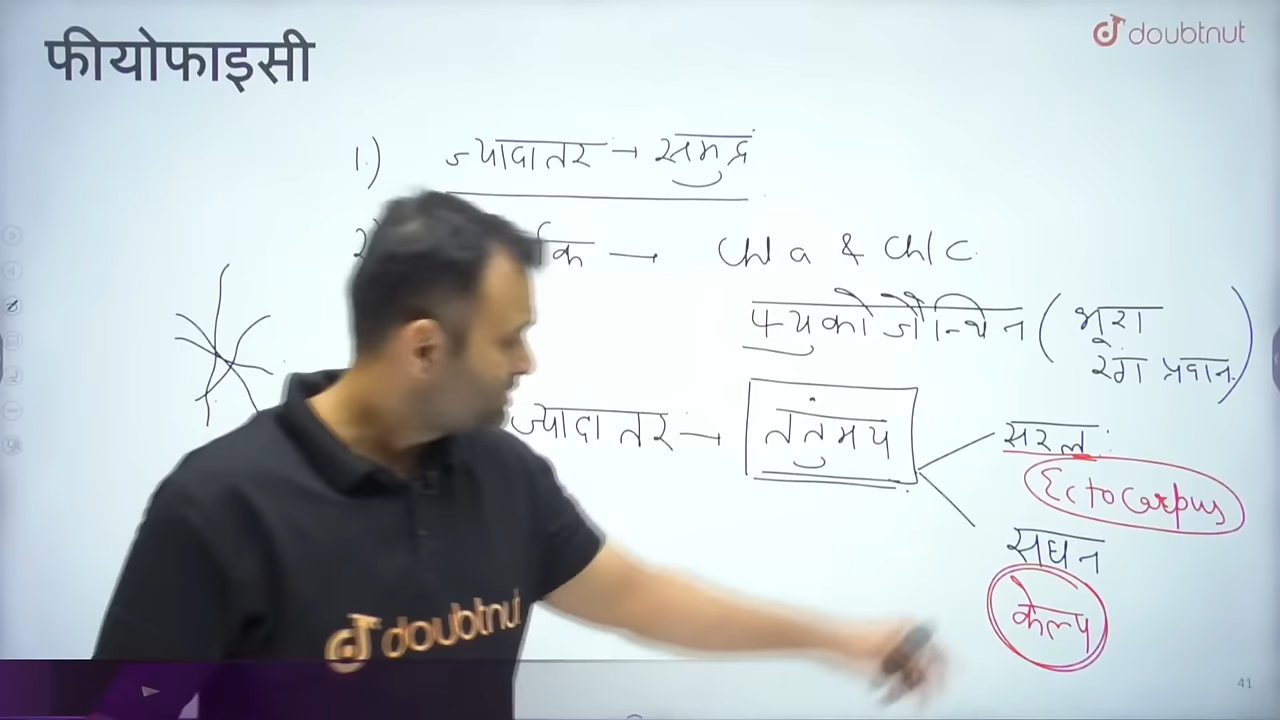 फीयोफाइसी
doubtnut
1.) ज्यादातर → समुद्र
क → Chl a & Chl c
फ्युकोजैन्थिन ( भूरा
रंग प्रदान )
ज्यादातर → तंतुमय
सरल:
Ectocarpus
सघन
केल्प
doubtnut
41